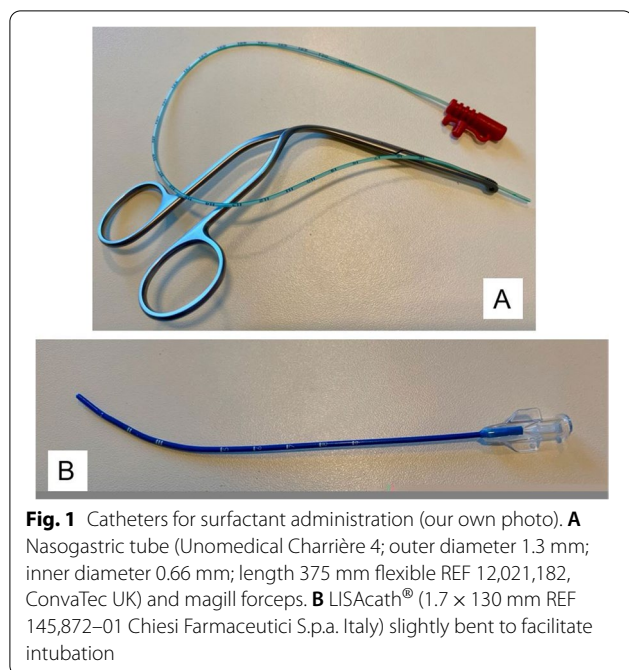 A
B
Fig. 1 Catheters for surfactant administration (our own photo). A
Nasogastric tube (Unomedical Charrière 4; outer diameter 1.3 mm;
inner diameter 0.66 mm; length 375 mm flexible REF 12,021,182,
ConvaTec UK) and magill forceps. B LISAcath® (1.7 × 130 mm REF
145,872–01 Chiesi Farmaceutici S.p.a. Italy) slightly bent to facilitate
intubation